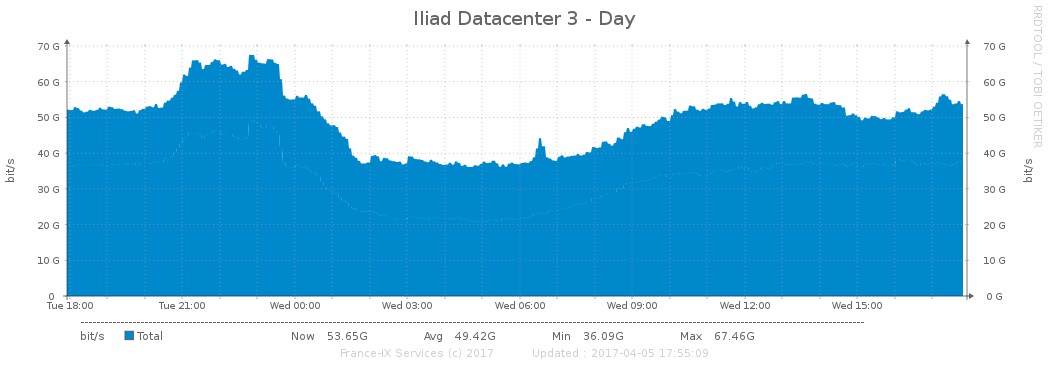 Iliad Datacenter 3 - Day
RRDTOOL / TOBI OETIKER
70 G 70 G
60 G 60 G
50 G 50 G
40 G 40 G
30 G 30 G
20 G 20 G
10 G 10 G
0 0 G
bit/s bit/s
Tue 18:00 Tue 21:00 Wed 00:00 Wed 03:00 Wed 06:00 Wed 09:00 Wed 12:00 Wed 15:00
bit/s Total Now 53.65G Avg 49.42G Min 36.09G Max 67.46G
France-IX Services (c) 2017 Updated : 2017-04-05 17:55:09